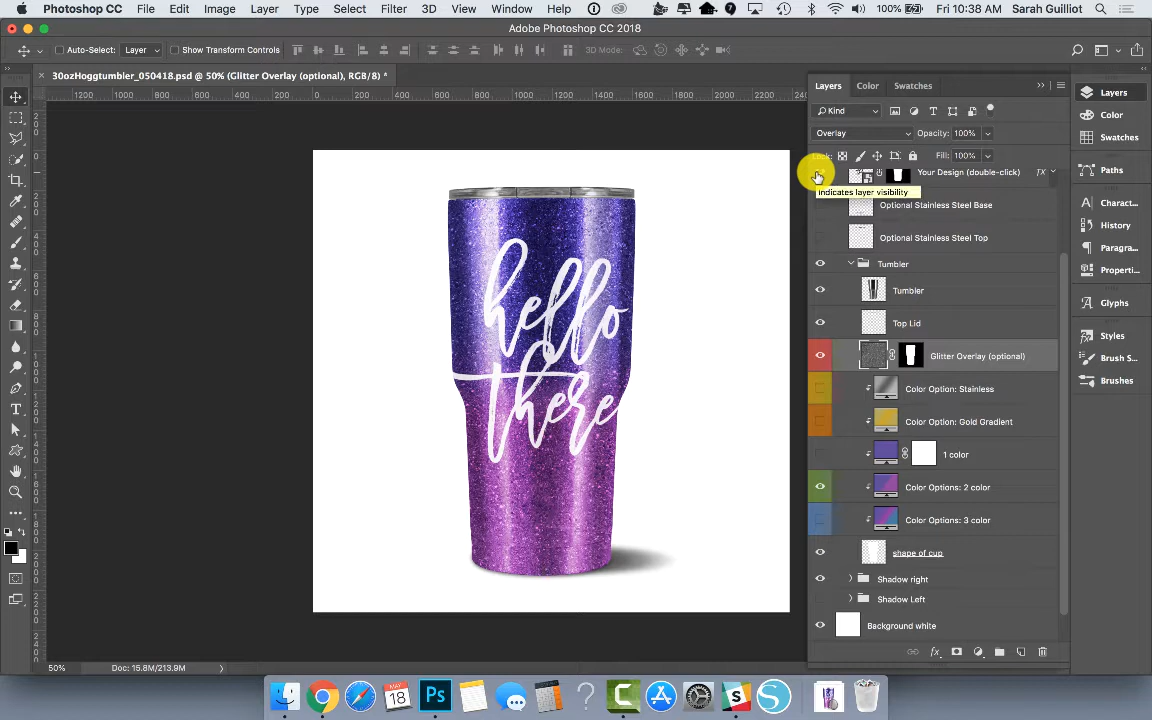 Photoshop CC File Edit Image Layer Type Select Filter 3D View Window Help 100% Fri 10:38 AM Sarah Guilliot
Adobe Photoshop CC 2018
Auto-Select: Layer Show Transform Controls 3D Mode:
30ozHoggtumbler_050418.psd @ 50% (Glitter Overlay (optional), RGB/8) *
1200 1000 800 600 400 200 0 200 400 600 800 1000 1200 1400 1600 1800 2000 2200 240
Layers Color Swatches
Kind
Overlay Opacity: 100%
Lock: Fill: 100%
Your Design (double-click) fx
Indicates layer visibility
Optional Stainless Steel Base
Optional Stainless Steel Top
Tumbler
Tumbler
Top Lid
Glitter Overlay (optional)
Color Option: Stainless
Color Option: Gold Gradient
1 color
Color Options: 2 color
Color Options: 3 color
shape of cup
Shadow right
Shadow Left
Background white
fx
Layers
Color
Swatches
Paths
Charact...
History
Paragra...
Properti...
Glyphs
Styles
Brush S...
Brushes
hello
there
50% Doc: 15.8M/213.9M
MAY
18
Ps